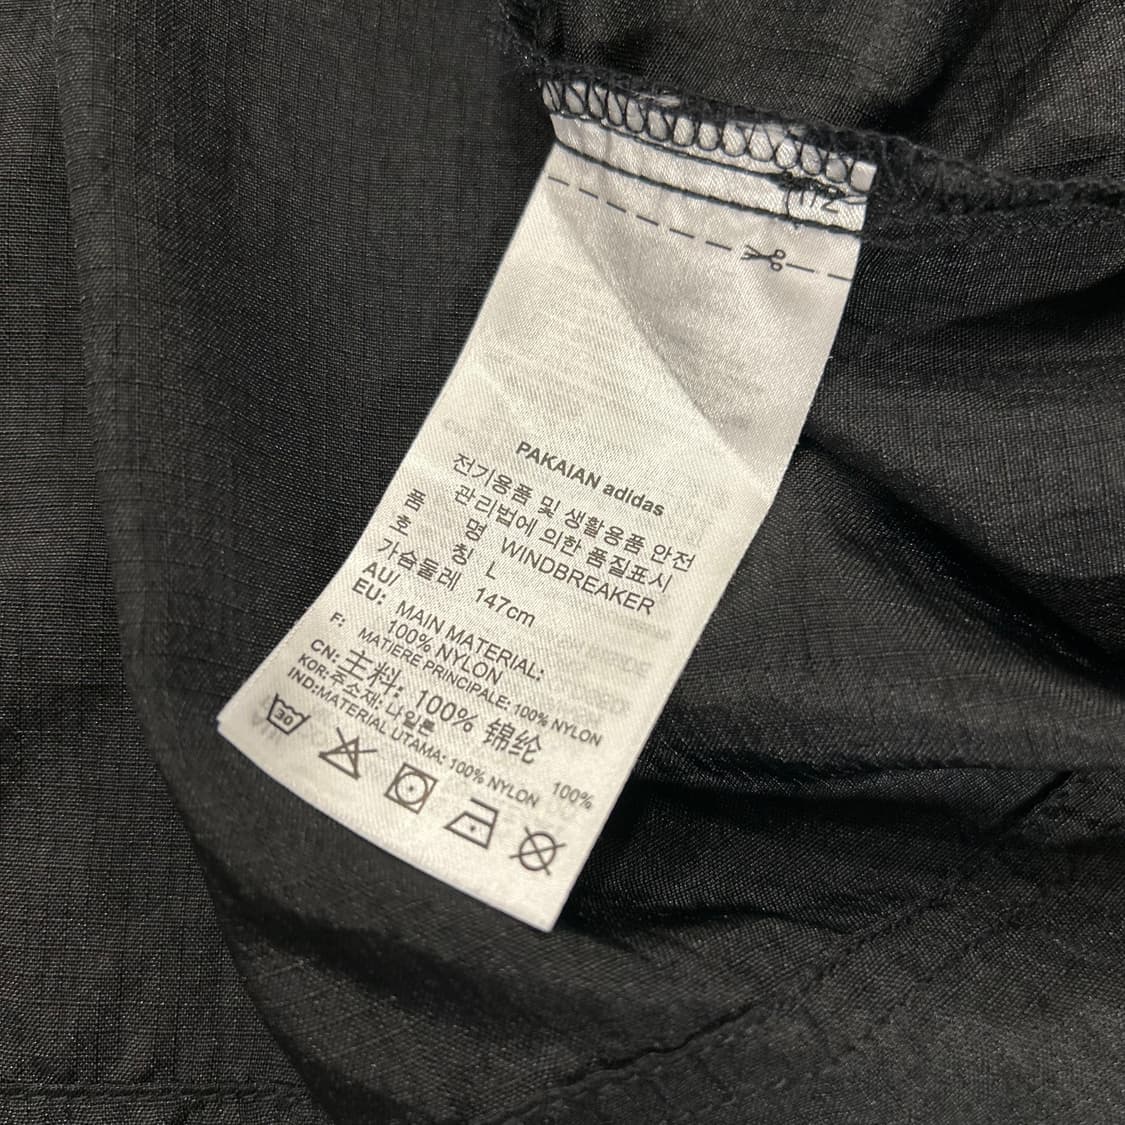 1/2
PAKAIAN adidas
전기용품 및 생활용품 안전
관리법에 의한 품질표시
품 명 WINDBREAKER
호 칭 L
가슴둘레 147cm
AU/
EU: MAIN MATERIAL:
100% NYLON
F: MATIERE PRINCIPALE: 100% NYLON
CN: 主料: 100% 锦纶
KOR: 주소재: 나일론 100%
IND:MATERIAL UTAMA: 100% NYLON
30